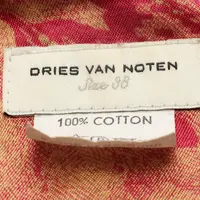 DRIES VAN NOTEN
Size 38
100% COTTON